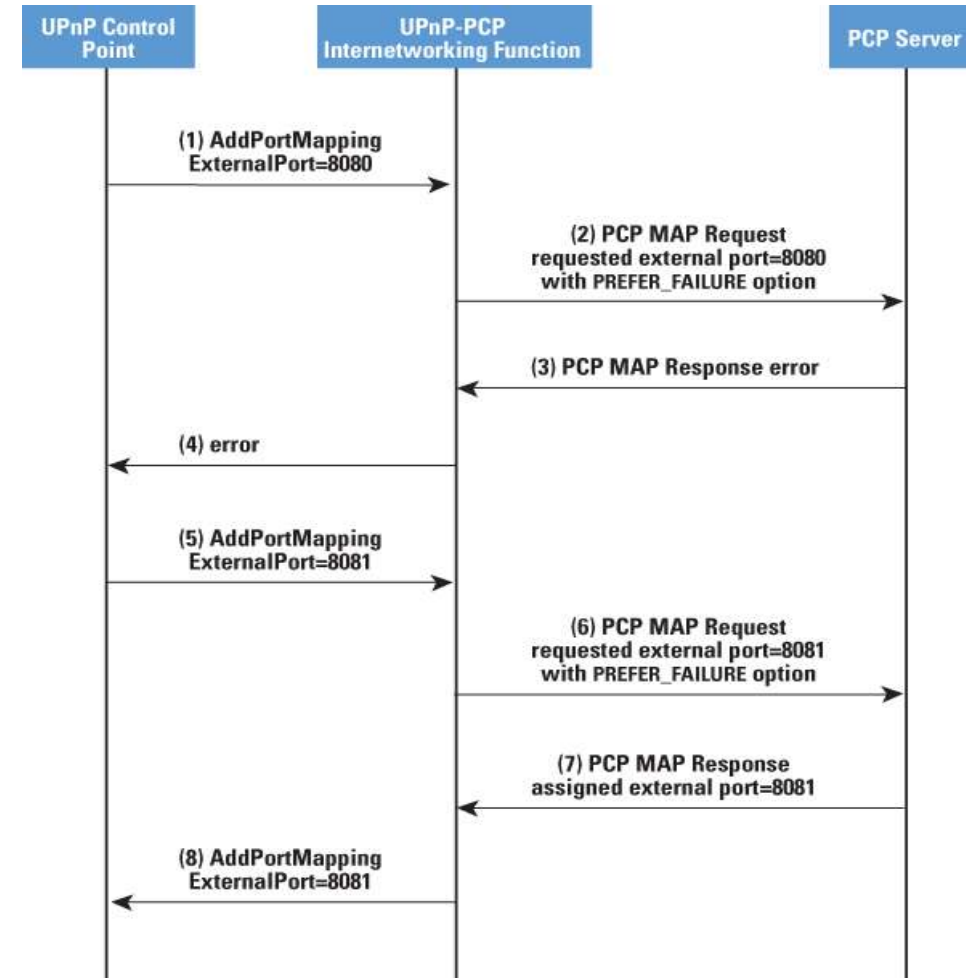 UPnP Control
Point
UPnP-PCP
Internetworking Function
PCP Server
(1) AddPortMapping
ExternalPort=8080
(2) PCP MAP Request
requested external port=8080
with PREFER_FAILURE option
(3) PCP MAP Response error
(4) error
(5) AddPortMapping
ExternalPort=8081
(6) PCP MAP Request
requested external port=8081
with PREFER_FAILURE option
(7) PCP MAP Response
assigned external port=8081
(8) AddPortMapping
ExternalPort=8081